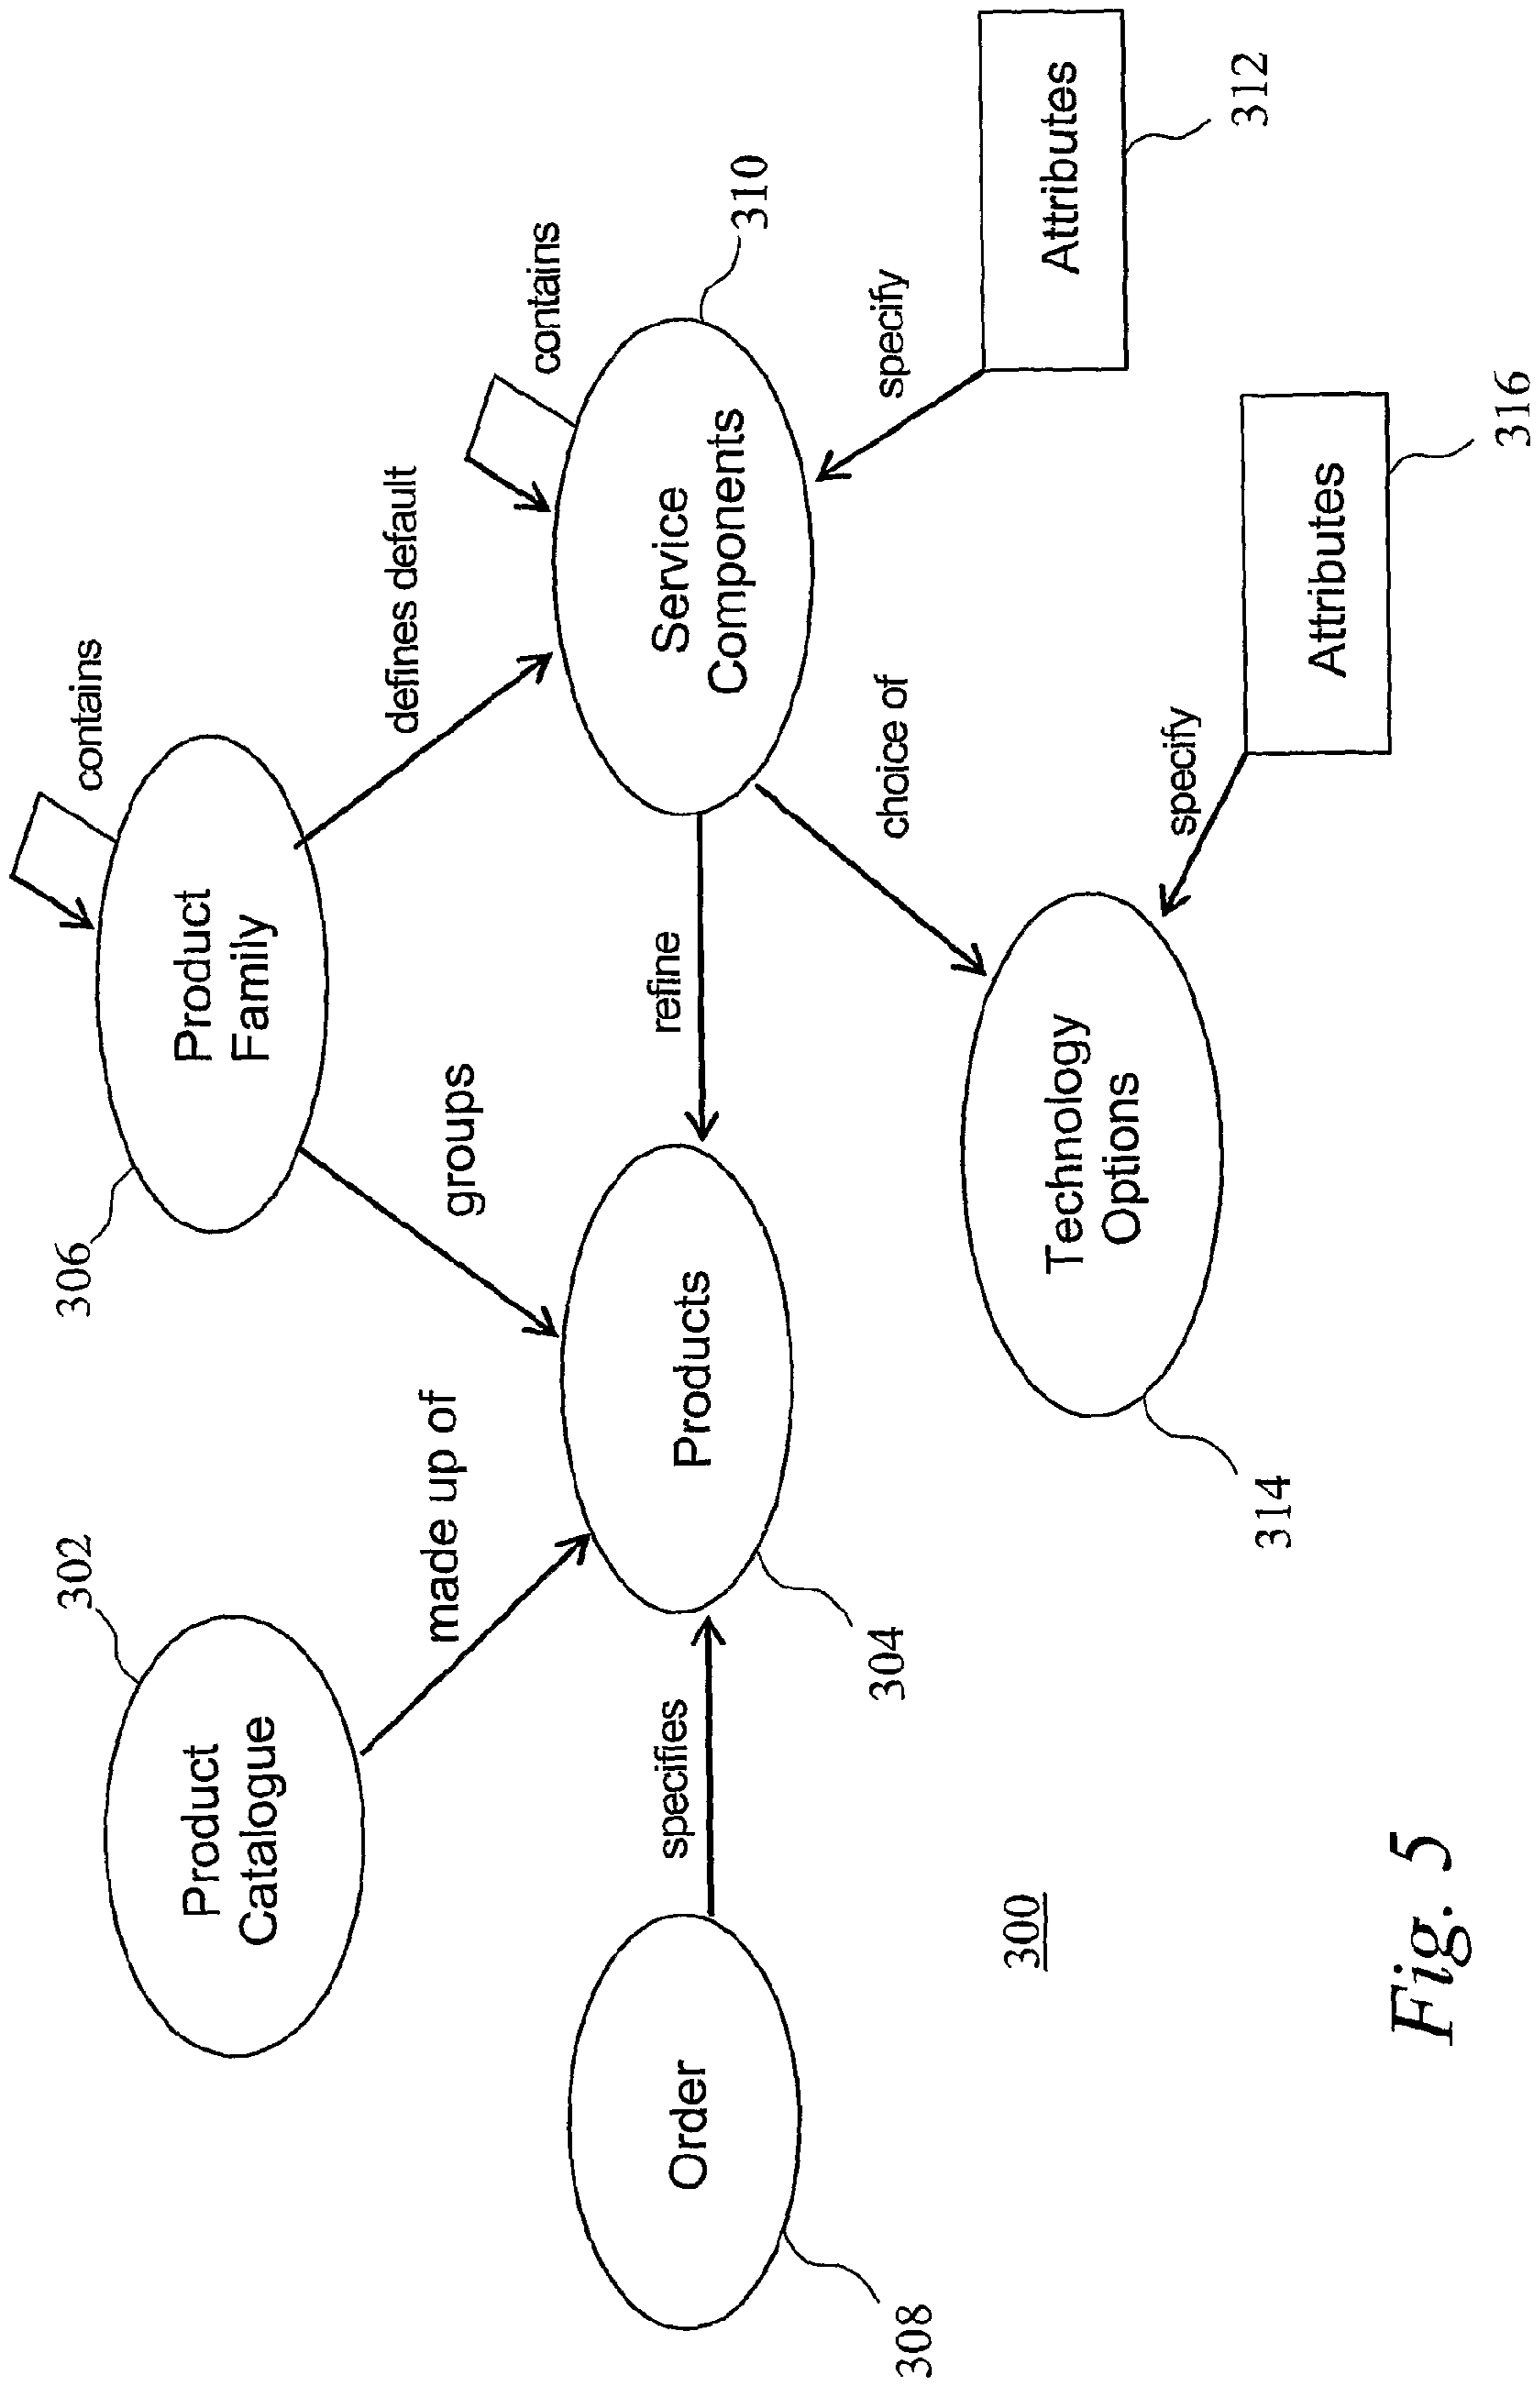 302
306
contains
Product
Catalogue
Product
Family
made up of
groups
defines default
contains
310
Order
specifies
Products
refine
Service
Components
308
304
choice of
specify
300
Technology
Options
Attributes
314
specify
312
Attributes
316
Fig. 5